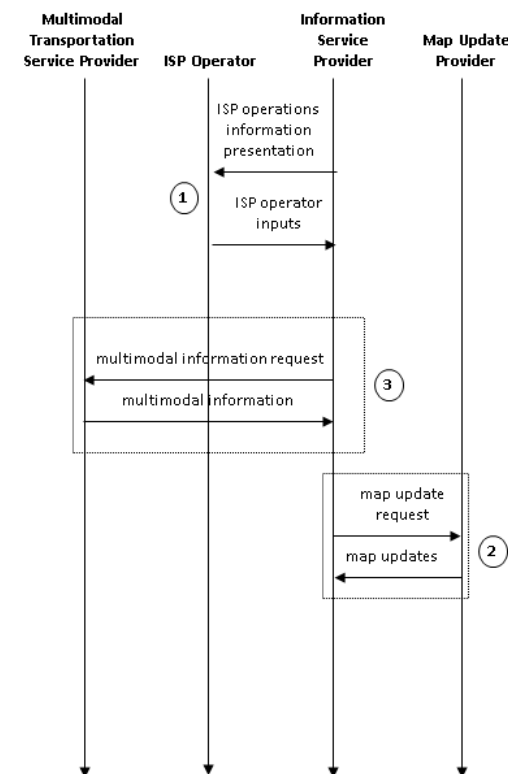 Multimodal
Transportation
Service Provider
ISP Operator
Information
Service
Provider
Map Update
Provider
ISP operations
information
presentation
1
ISP operator
inputs
multimodal information request
3
multimodal information
map update
request
2
map updates